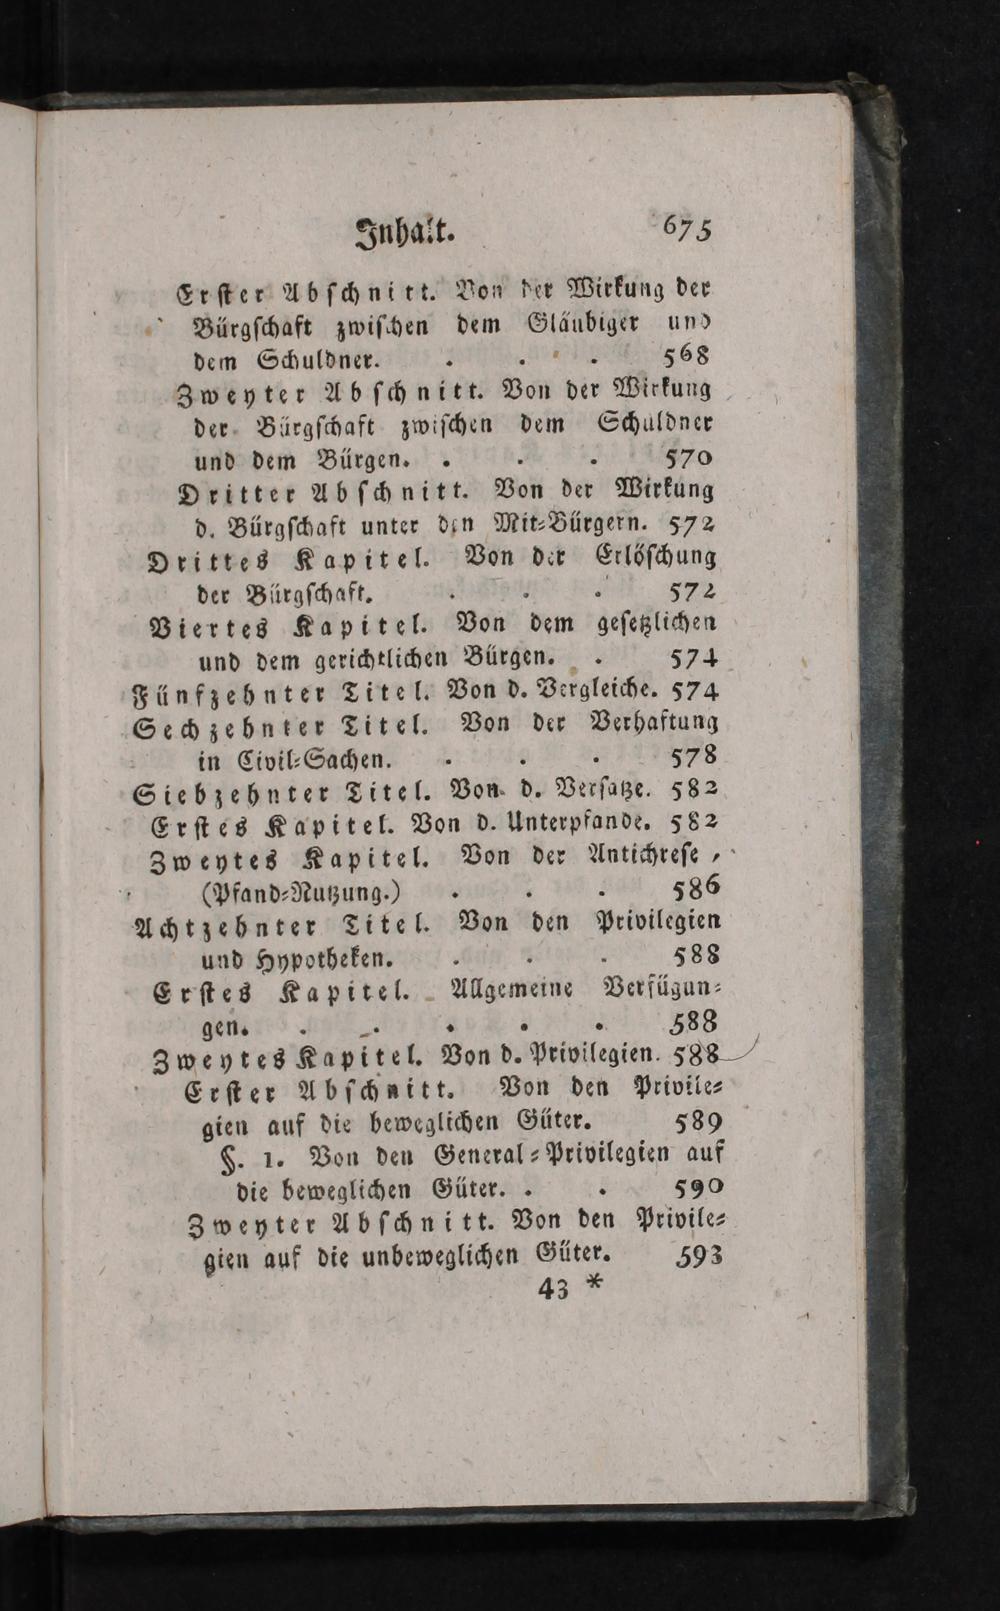 Inhalt. 675
Erster Abschnitt. Von der Wirkung der
Bürgschaft zwischen dem Gläubiger und
dem Schuldner. . . . 568
Zweyter Abschnitt. Von der Wirkung
der Bürgschaft zwischen dem Schuldner
und dem Bürgen. . . . 570
Dritter Abschnitt. Von der Wirkung
d. Bürgschaft unter den Mit-Bürgern. 572
Drittes Kapitel. Von der Erlöschung
der Bürgschaft. . . . 572
Viertes Kapitel. Von dem gesetzlichen
und dem gerichtlichen Bürgen. . . 574
Fünfzehnter Titel. Von d. Vergleiche. 574
Sechzehnter Titel. Von der Verhaftung
in Civil-Sachen. . . . 578
Siebzehnter Titel. Von d. Versatze. 582
Erstes Kapitel. Von d. Unterpfande. 582
Zweytes Kapitel. Von der Antichrese,
(Pfand-Nutzung.) . . . 586
Achtzehnter Titel. Von den Privilegien
und Hypotheken. . . . 588
Erstes Kapitel. Allgemeine Verfügun-
gen. . . . . . 588
Zweytes Kapitel. Von d. Privilegien. 588
Erster Abschnitt. Von den Privile-
gien auf die beweglichen Güter. 589
§. 1. Von den General-Privilegien auf
die beweglichen Güter. . . 590
Zweyter Abschnitt. Von den Privile-
gien auf die unbeweglichen Güter. 593
43 *